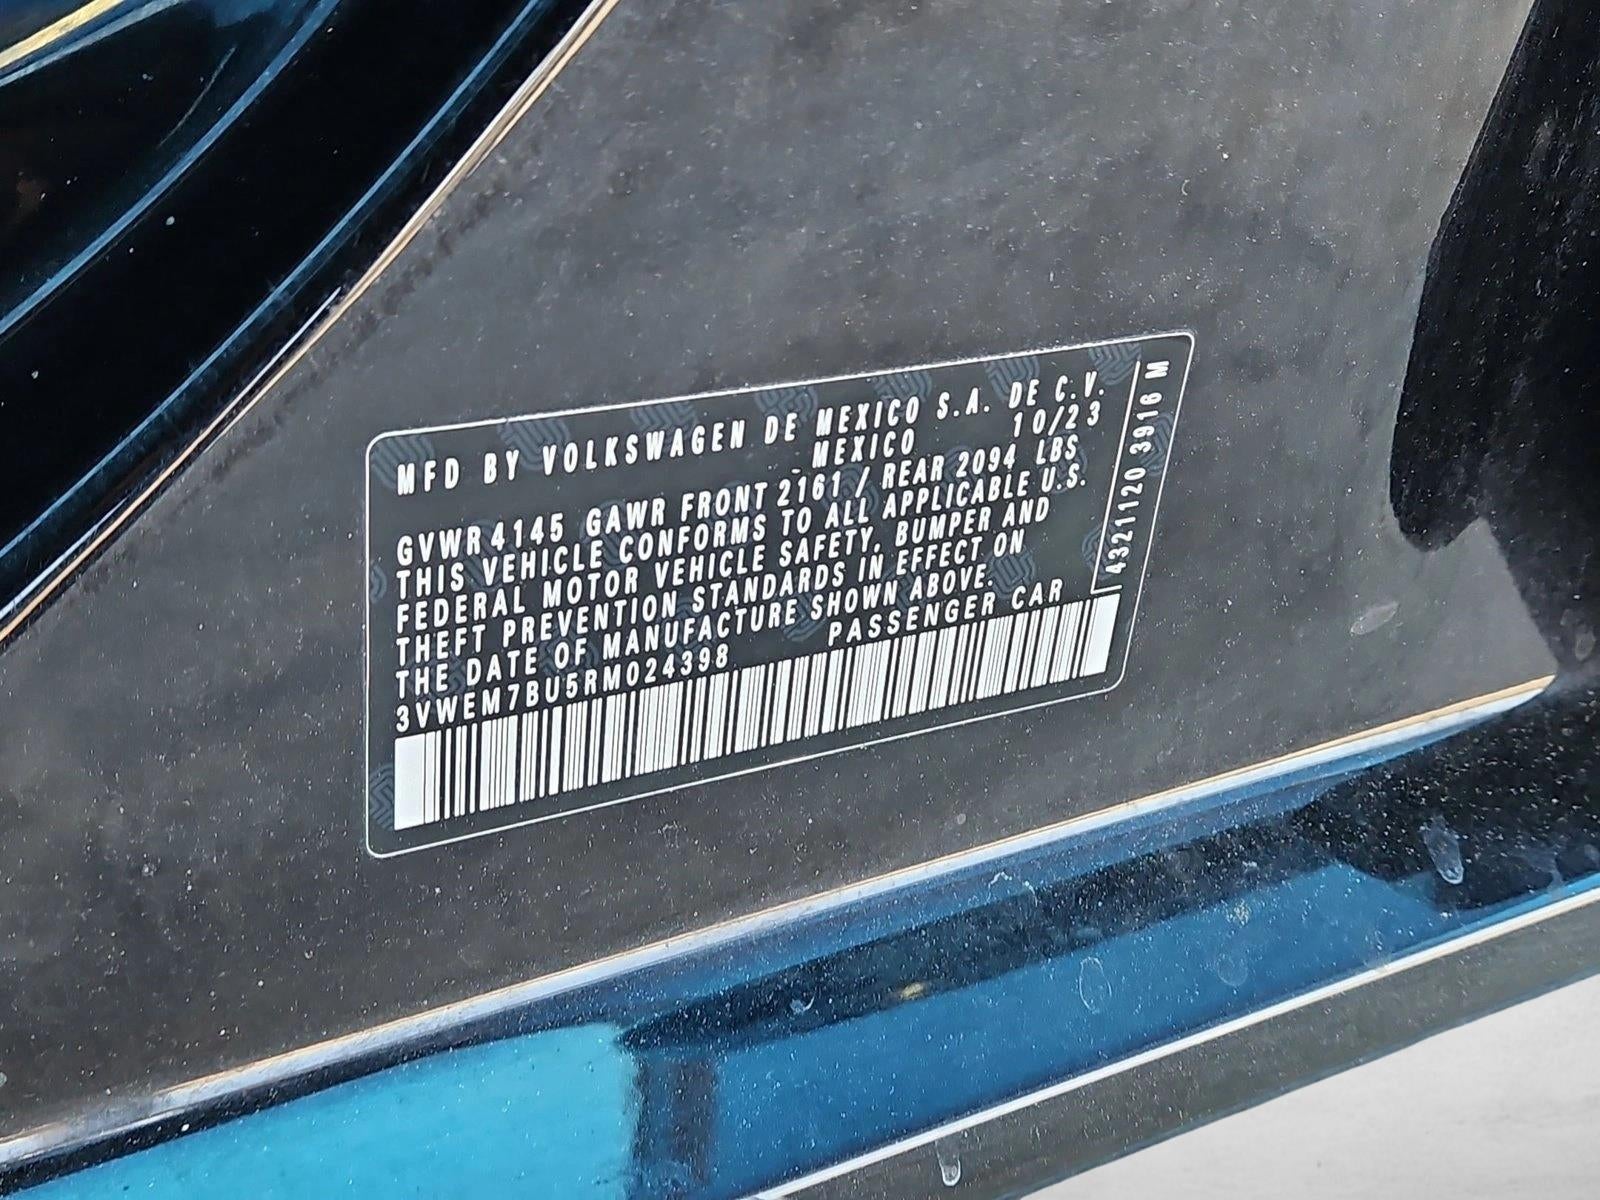 MFD BY VOLKSWAGEN DE MEXICO S.A. DE C.V.
- MEXICO 10/23
GVWR 4145 GAWR FRONT 2161 / REAR 2094 LBS
THIS VEHICLE CONFORMS TO ALL APPLICABLE U.S.
FEDERAL MOTOR VEHICLE SAFETY, BUMPER AND
THEFT PREVENTION STANDARDS IN EFFECT ON
THE DATE OF MANUFACTURE SHOWN ABOVE.
3VWEM7BU5RM024398 PASSENGER CAR
4321120 3916 M